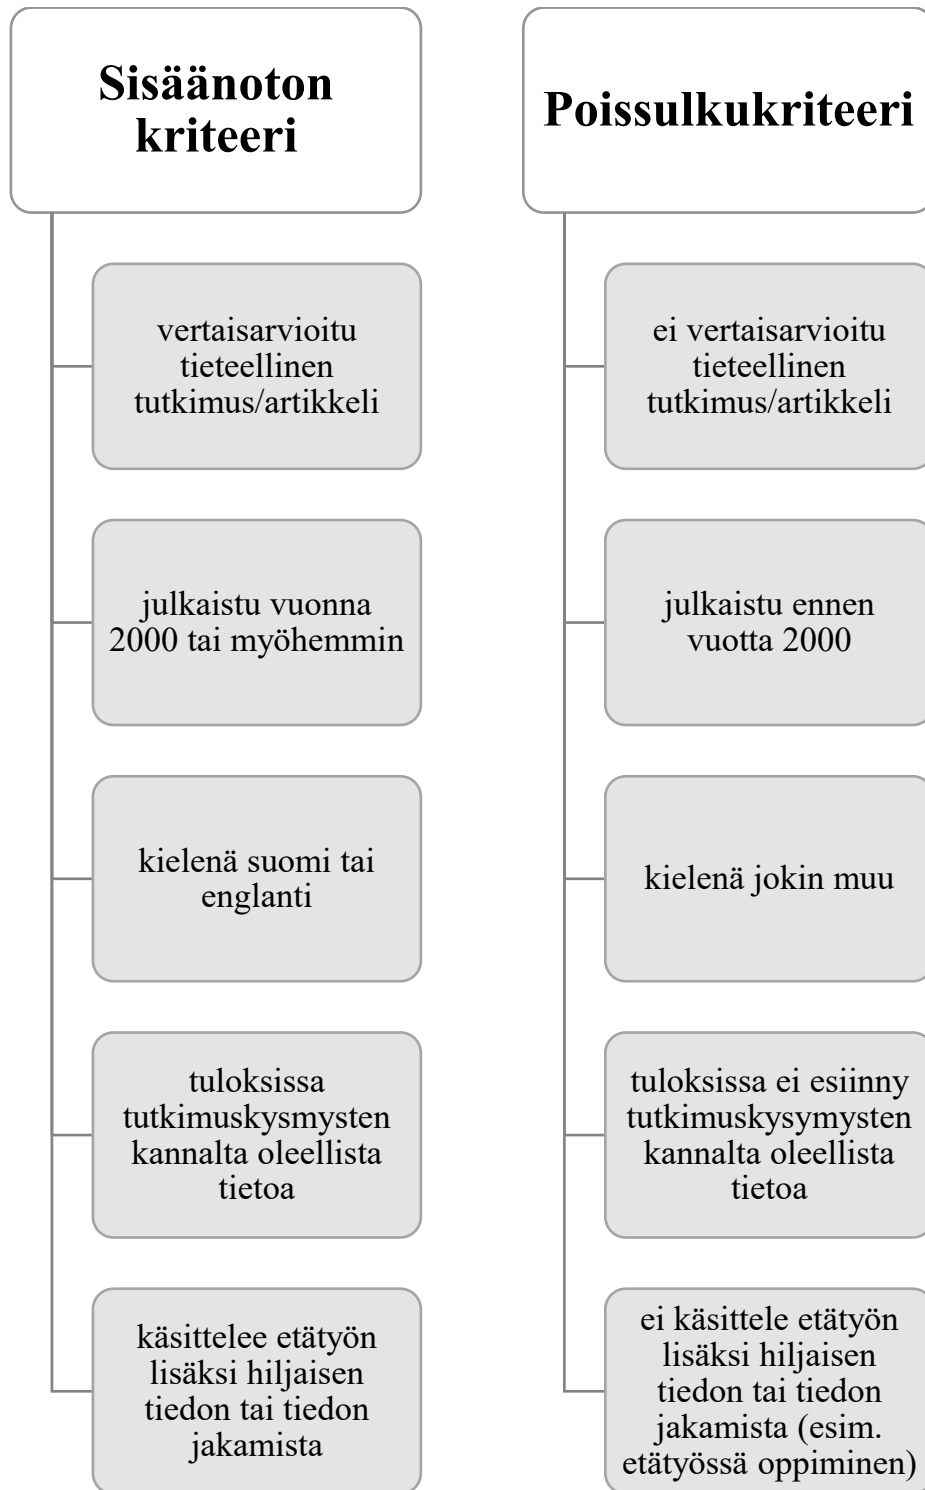 Sisäänoton
kriteeri
vertaisarvioitu
tieteellinen
tutkimus/artikkeli
julkaistu vuonna
2000 tai myöhemmin
kielenä suomi tai
englanti
tuloksissa
tutkimuskysmysten
kannalta oleellista
tietoa
käsittelee etätyön
lisäksi hiljaisen
tiedon tai tiedon
jakamista
Poissulkukriteeri
ei vertaisarvioitu
tieteellinen
tutkimus/artikkeli
julkaistu ennen
vuotta 2000
kielenä jokin muu
tuloksissa ei esiinny
tutkimuskysymysten
kannalta oleellista
tietoa
ei käsittele etätyön
lisäksi hiljaisen
tiedon tai tiedon
jakamista (esim.
etätyössä oppiminen)